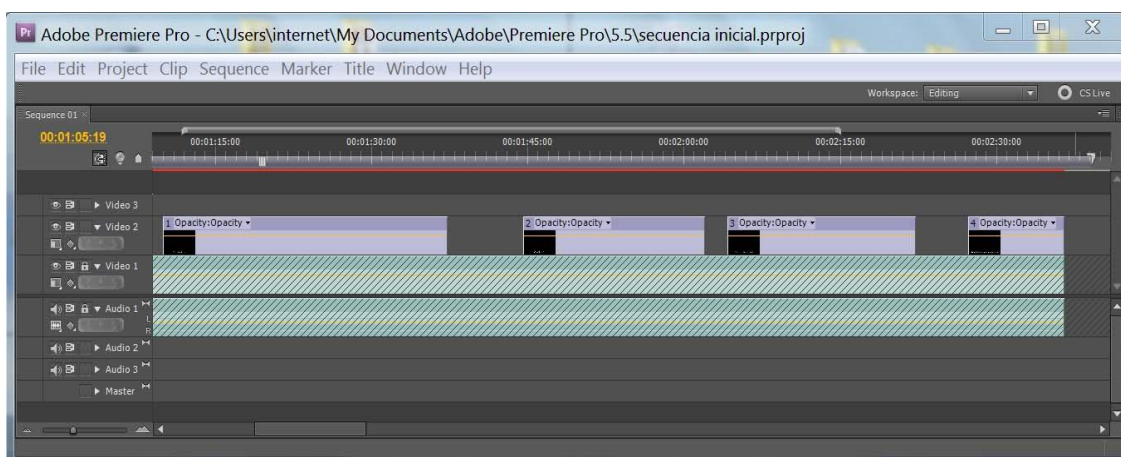 Pr Adobe Premiere Pro - C:\Users\internet\My Documents\Adobe\Premiere Pro\5.5\secuencia inicial.prproj
File Edit Project Clip Sequence Marker Title Window Help
Workspace: Editing CS Live
Sequence 01
00:01:05:19 00:01:15:00 00:01:30:00 00:01:45:00 00:02:00:00 00:02:15:00 00:02:30:00
Video 3
Video 2 1 Opacity:Opacity 2 Opacity:Opacity 3 Opacity:Opacity 4 Opacity:Opacity
Video 1
Audio 1
L
R
Audio 2
Audio 3
Master